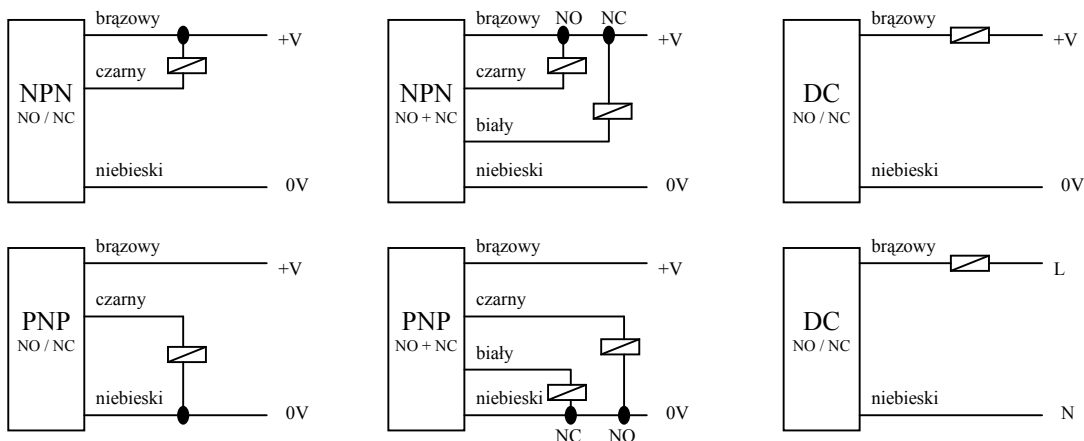 brązowy
+V
czarny
NPN
NO / NC
niebieski
0V
brązowy NO NC
+V
czarny
NPN
NO + NC
biały
niebieski
0V
brązowy
+V
DC
NO / NC
niebieski
0V
brązowy
+V
czarny
PNP
NO / NC
niebieski
0V
brązowy
+V
czarny
PNP
NO + NC
biały
niebieski
0V
NC NO
brązowy
L
DC
NO / NC
niebieski
N